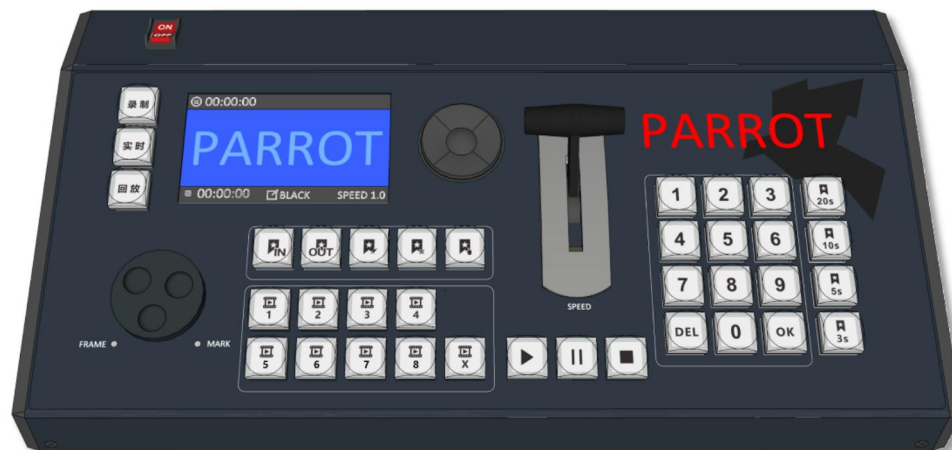 ON
OFF
录制
实时
回放
00:00:00
PARROT
00:00:00 BLACK SPEED 1.0
PARROT
IN OUT
1 2 3 4
5 6 7 8 X
FRAME MARK
SPEED
1 2 3 20s
4 5 6 10s
7 8 9 5s
DEL 0 OK 3s